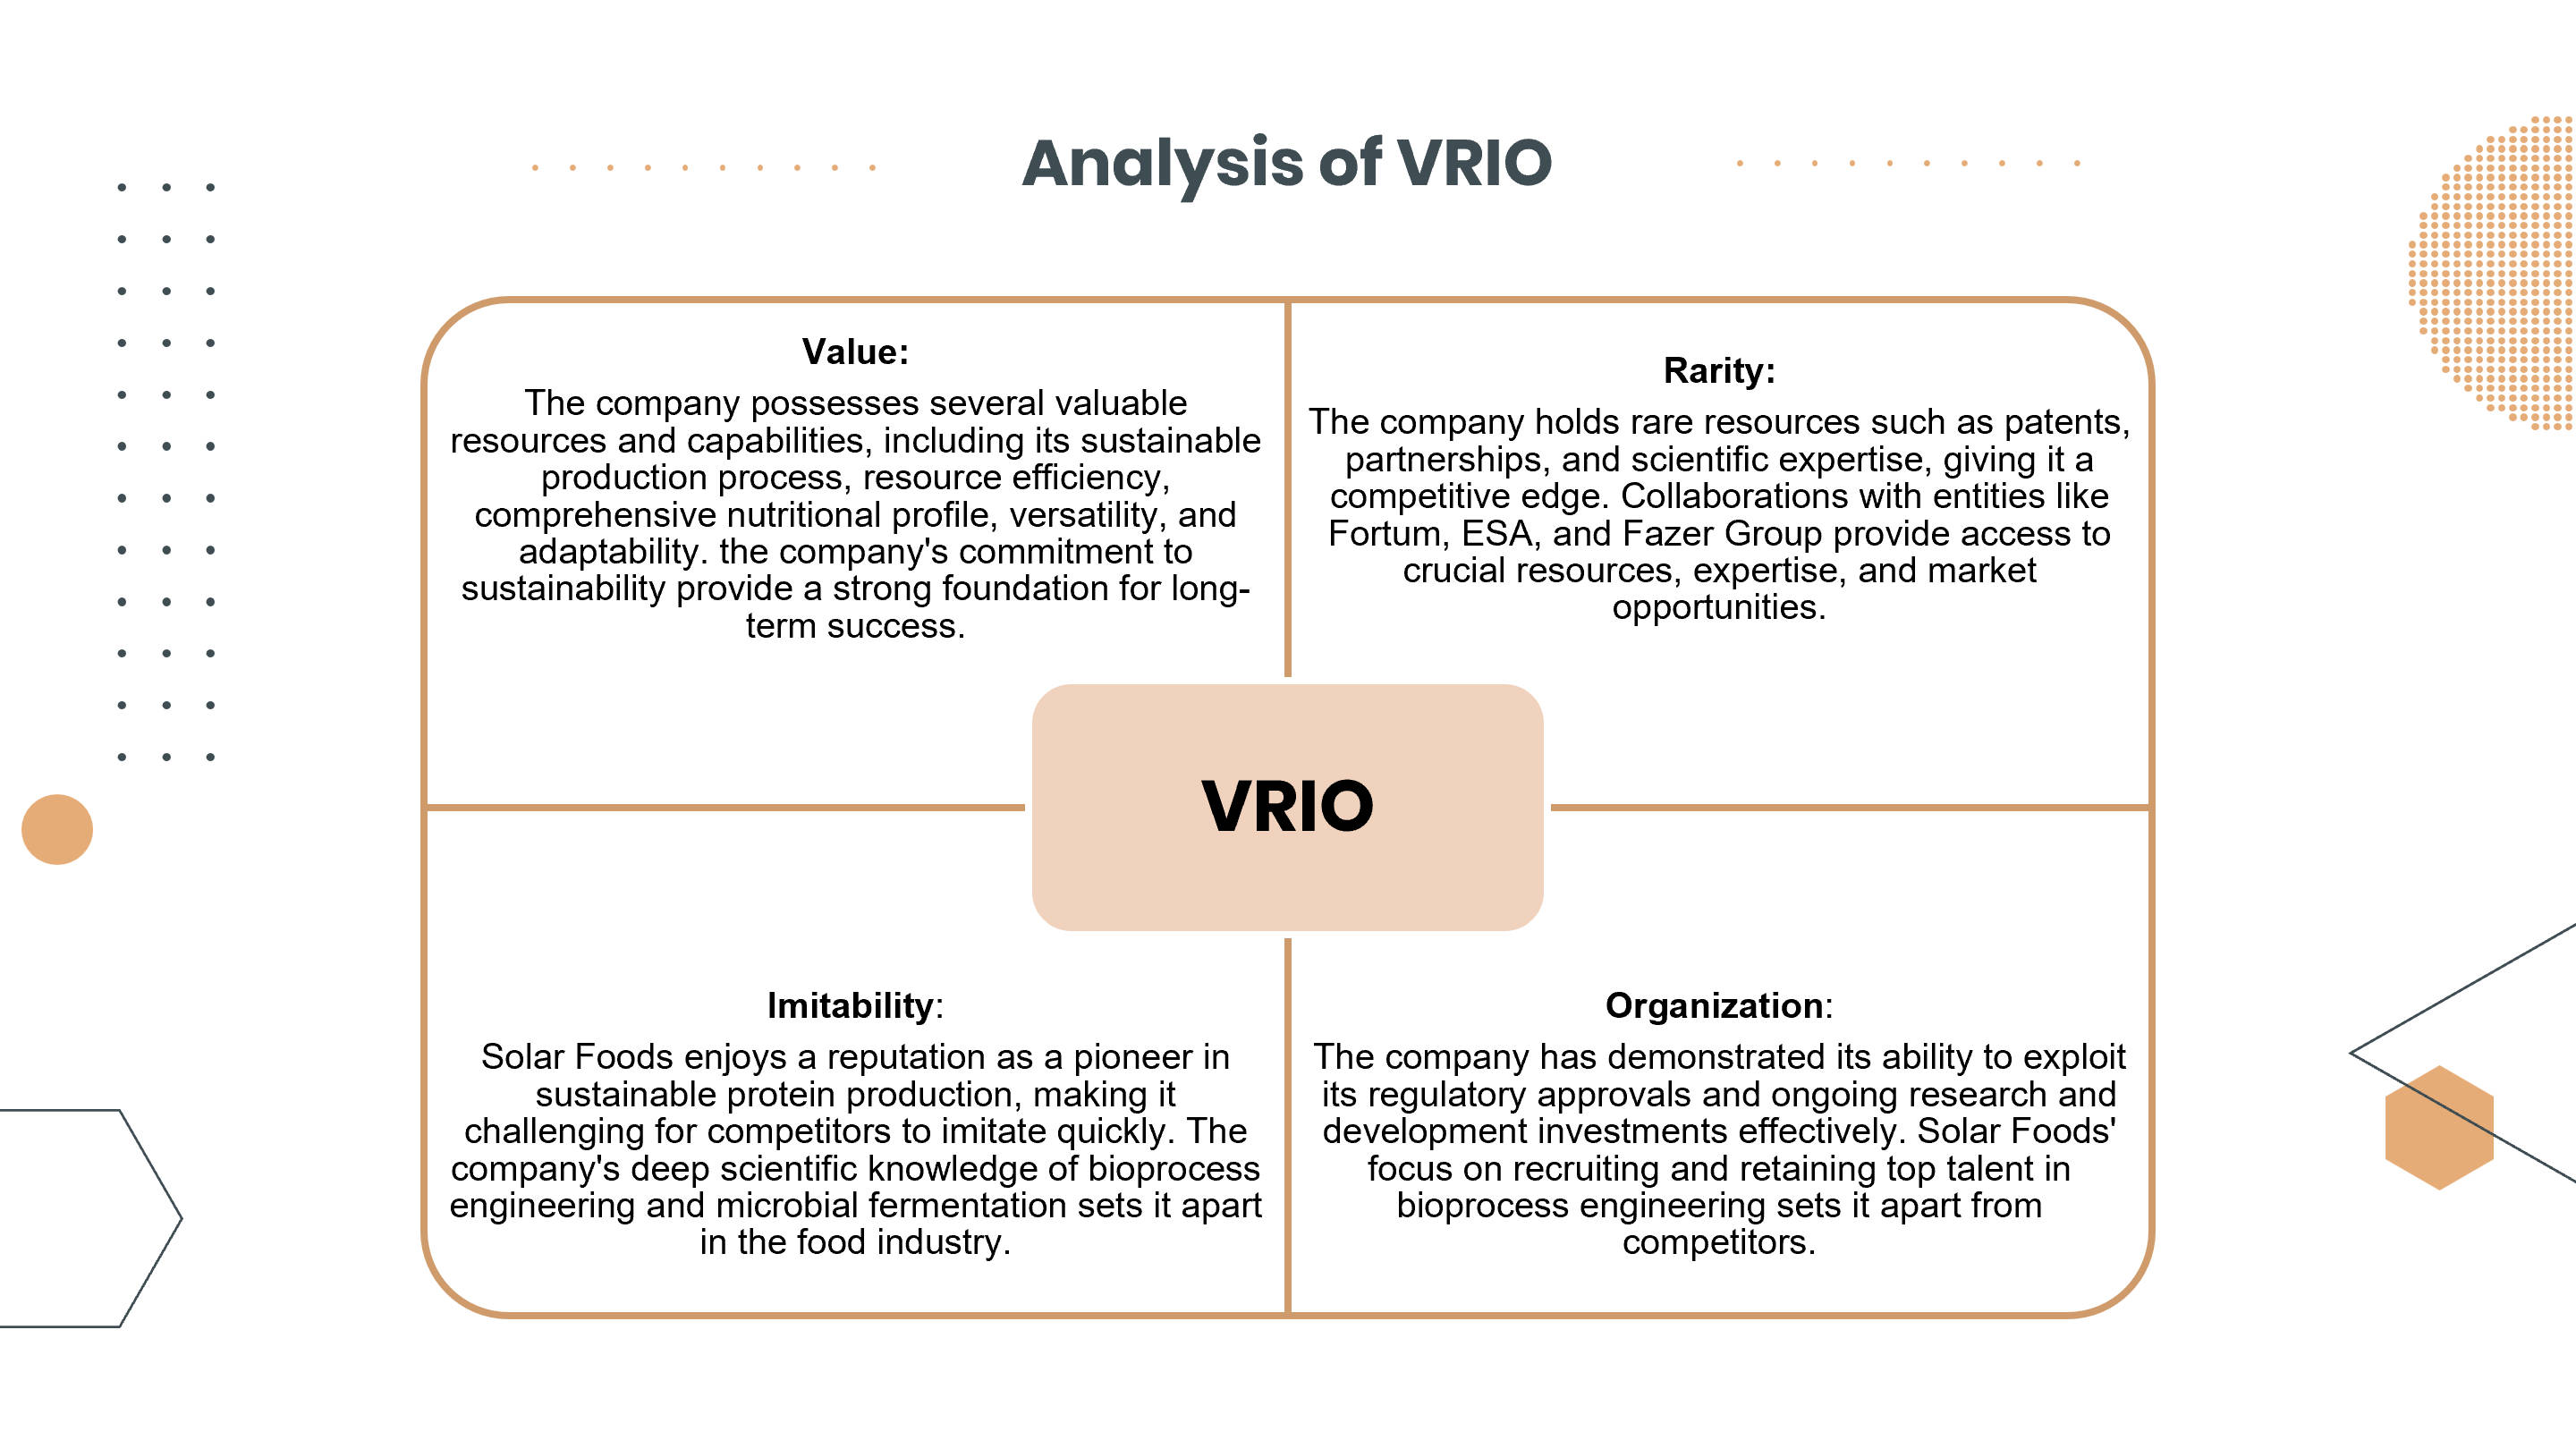 Analysis of VRIO
Value:
The company possesses several valuable
resources and capabilities, including its sustainable
production process, resource efficiency,
comprehensive nutritional profile, versatility, and
adaptability. the company's commitment to
sustainability provide a strong foundation for long-
term success.
Rarity:
The company holds rare resources such as patents,
partnerships, and scientific expertise, giving it a
competitive edge. Collaborations with entities like
Fortum, ESA, and Fazer Group provide access to
crucial resources, expertise, and market
opportunities.
VRIO
Imitability:
Solar Foods enjoys a reputation as a pioneer in
sustainable protein production, making it
challenging for competitors to imitate quickly. The
company's deep scientific knowledge of bioprocess
engineering and microbial fermentation sets it apart
in the food industry.
Organization:
The company has demonstrated its ability to exploit
its regulatory approvals and ongoing research and
development investments effectively. Solar Foods'
focus on recruiting and retaining top talent in
bioprocess engineering sets it apart from
competitors.